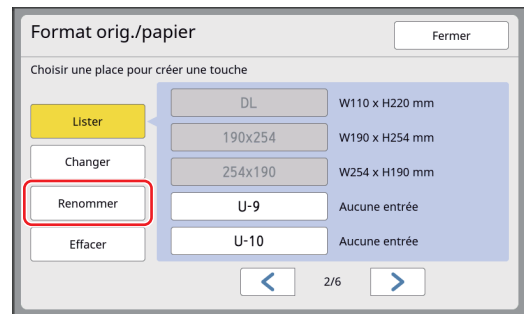 Format orig./papier
Fermer
Choisir une place pour créer une touche
Lister
Changer
Renommer
Effacer
DL W110 x H220 mm
190x254 W190 x H254 mm
254x190 W254 x H190 mm
U-9 Aucune entrée
U-10 Aucune entrée
2/6